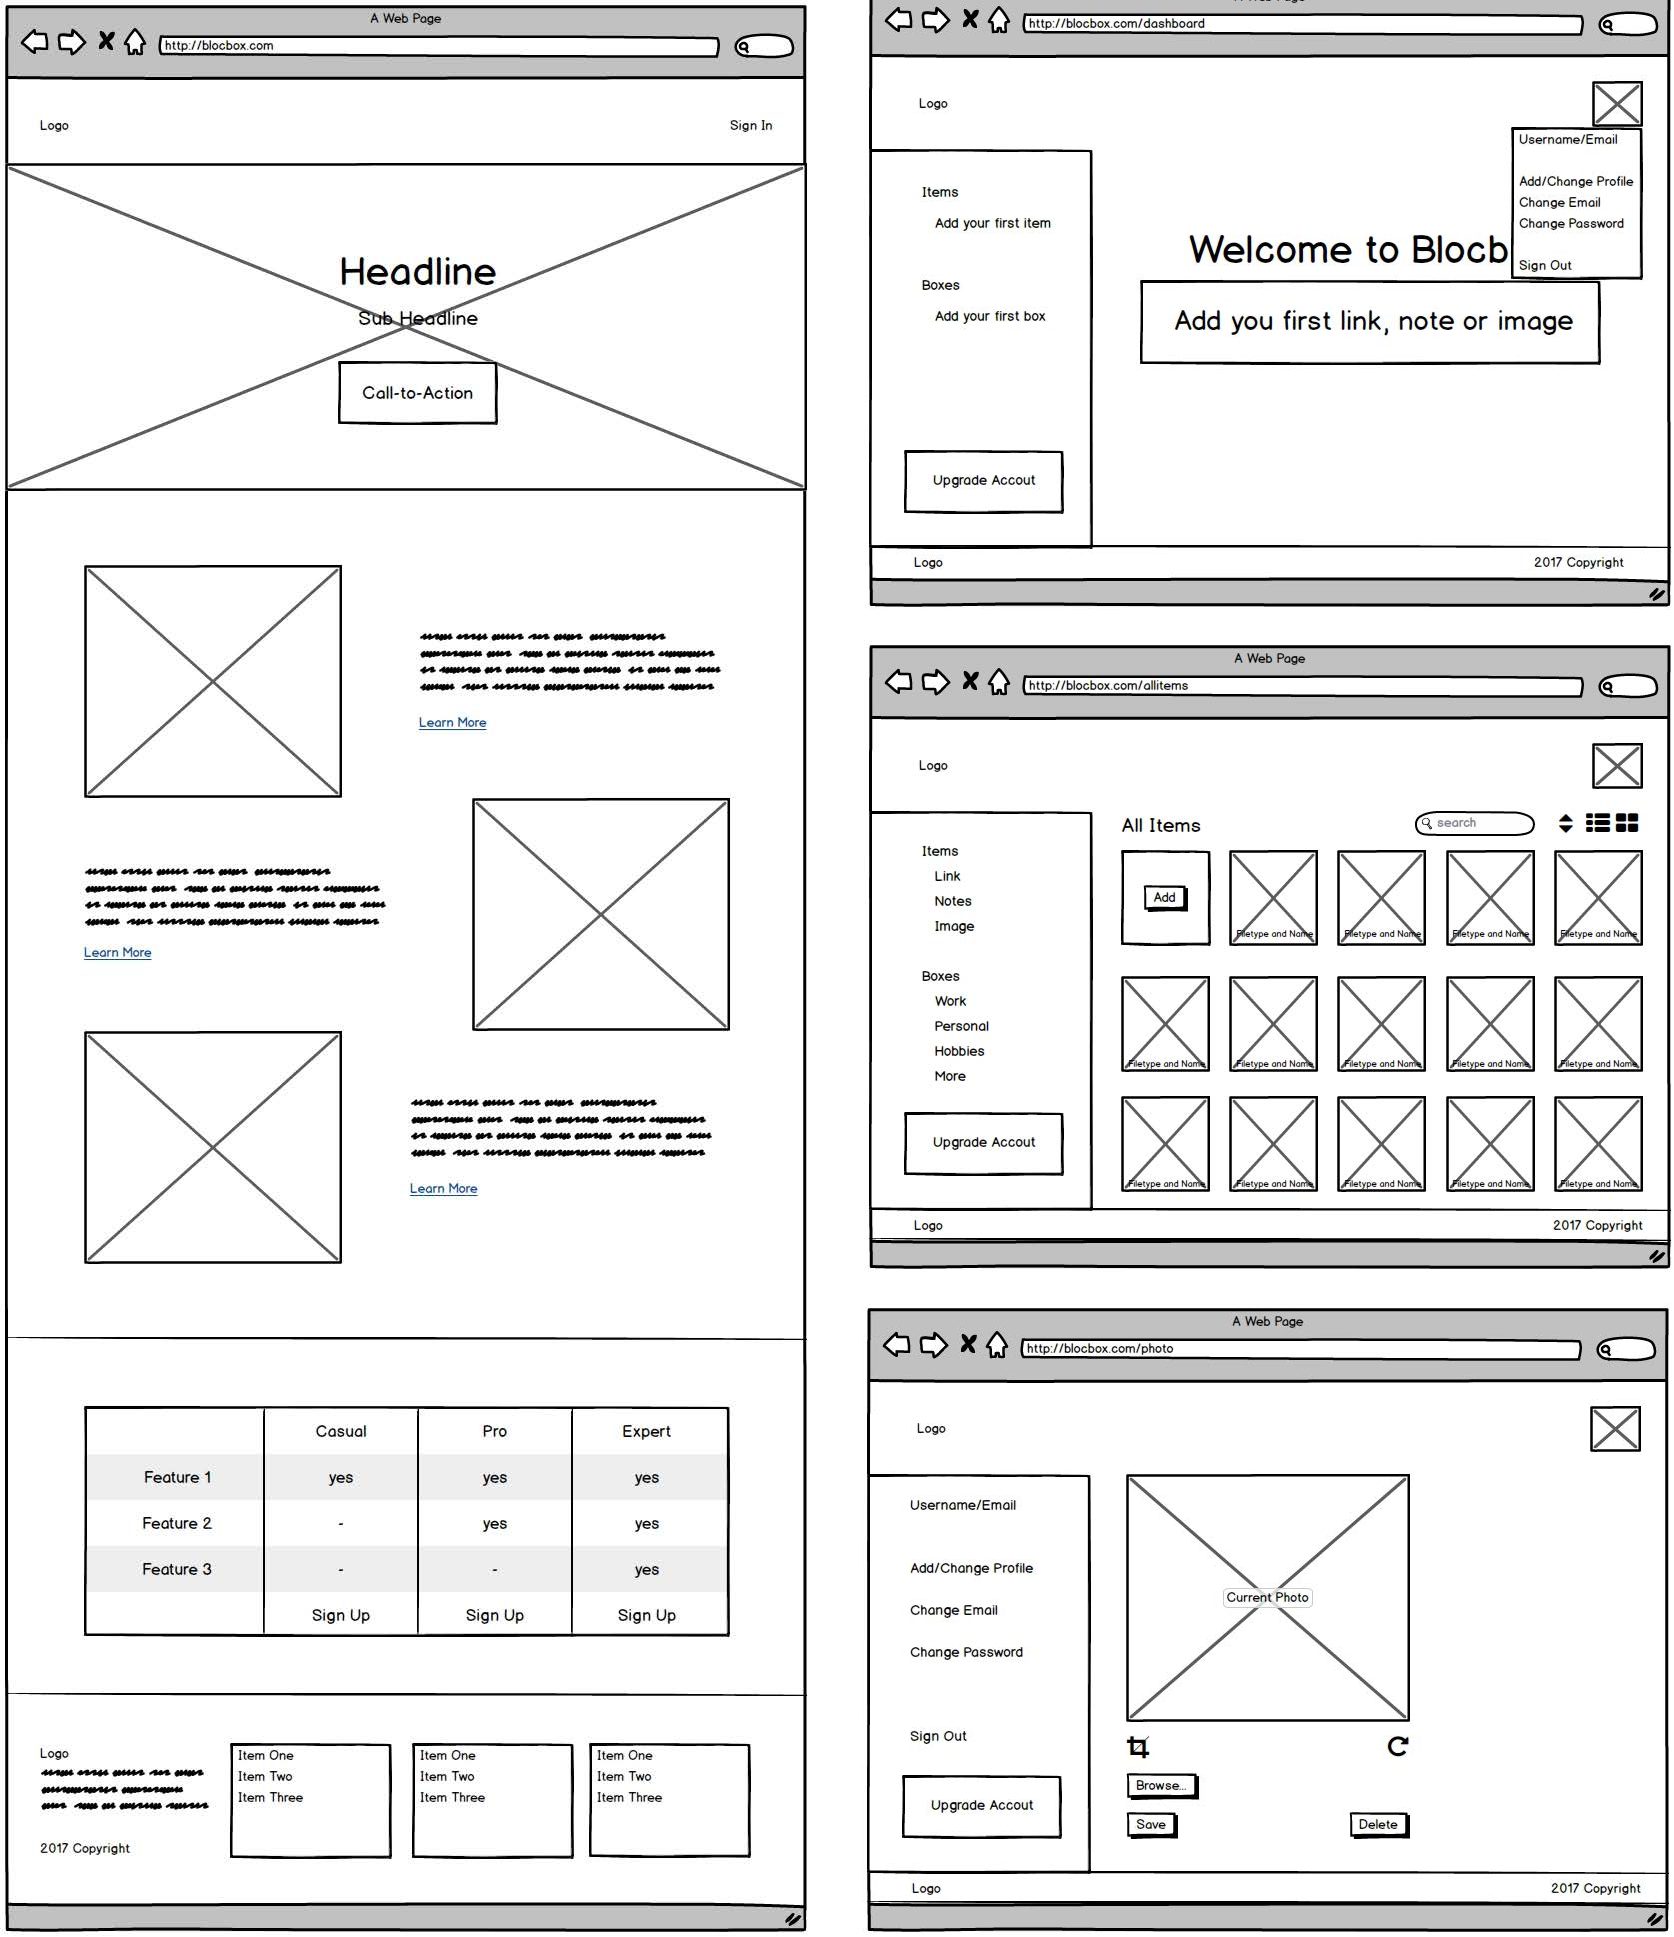 A Web Page
http://blocbox.com
Logo
Sign In
Headline
Sub Headline
Call-to-Action
Learn More
Learn More
Learn More
Casual Pro Expert
Feature 1 yes yes yes
Feature 2 - yes yes
Feature 3 - - yes
Sign Up Sign Up Sign Up
Logo
2017 Copyright
Item One
Item Two
Item Three
Item One
Item Two
Item Three
Item One
Item Two
Item Three
A Web Page
http://blocbox.com/dashboard
Logo
Username/Email
Add/Change Profile
Change Email
Change Password
Sign Out
Items
Add your first item
Boxes
Add your first box
Upgrade Accout
Welcome to Blocb
Add you first link, note or image
Logo
2017 Copyright
A Web Page
http://blocbox.com/allitems
Logo
Items
Link
Notes
Image
Boxes
Work
Personal
Hobbies
More
Upgrade Accout
All Items
search
Add
Filetype and Name
Filetype and Name
Filetype and Name
Filetype and Name
Filetype and Name
Filetype and Name
Filetype and Name
Filetype and Name
Filetype and Name
Filetype and Name
Filetype and Name
Filetype and Name
Filetype and Name
Filetype and Name
Logo
2017 Copyright
A Web Page
http://blocbox.com/photo
Logo
Username/Email
Add/Change Profile
Change Email
Change Password
Sign Out
Upgrade Accout
Current Photo
Browse...
Save
Delete
Logo
2017 Copyright